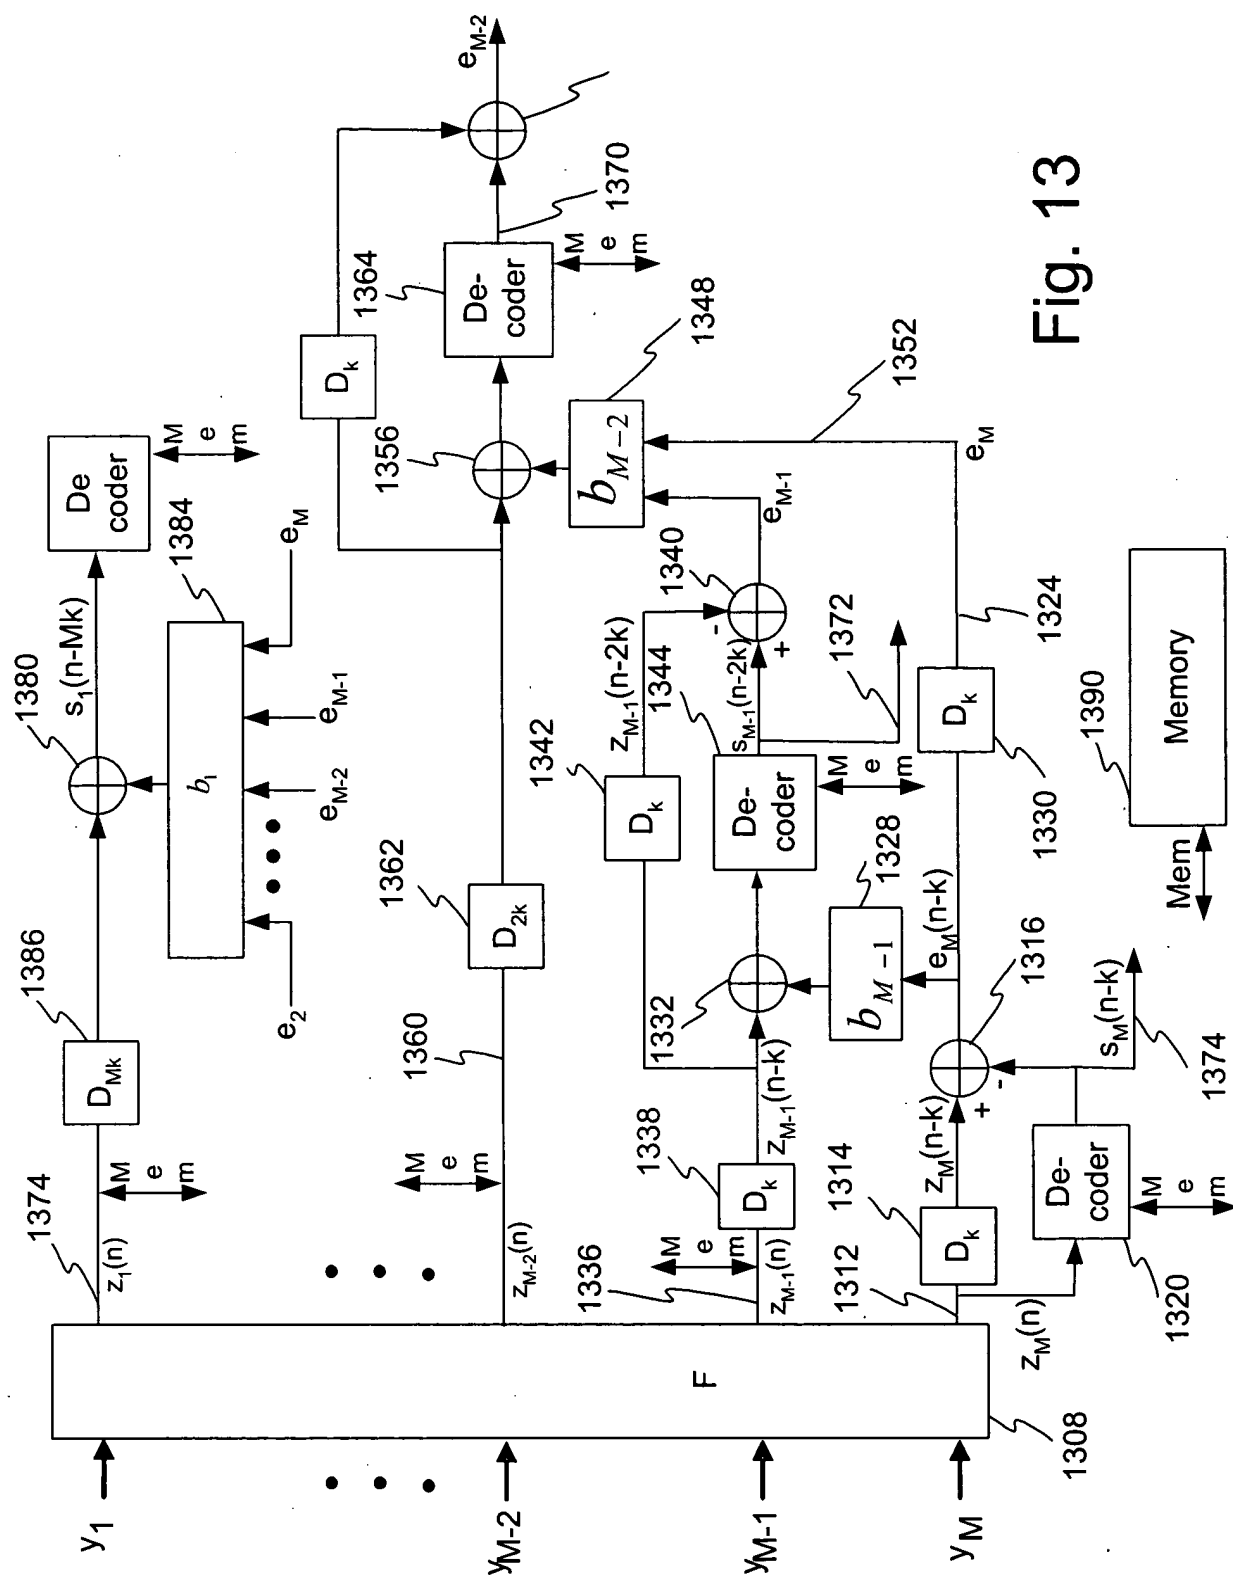 y1
yM-2
yM-1
yM
F
1308
1374
z1(n)
M
e
m
DMk
1386
1380
s1(n-Mk)
De
coder
M
e
m
b1
1384
e2
eM-2
eM-1
eM
zM-2(n)
M
e
m
1360
D2k
1362
1356
Dk
De-
coder
1364
M
e
m
1370
eM-2
bM-2
1348
1352
1336
zM-1(n)
M
e
m
Dk
1338
zM-1(n-k)
1332
De-
coder
1344
M
e
m
Dk
1342
zM-1(n-2k)
sM-1(n-2k)
-
+
1340
eM-1
1372
bM-1
1328
1312
zM(n)
Dk
1314
zM(n-k)
+
-
1316
eM(n-k)
Dk
1330
1324
eM
De-
coder
1320
M
e
m
sM(n-k)
1374
Mem
Memory
1390
Fig. 13